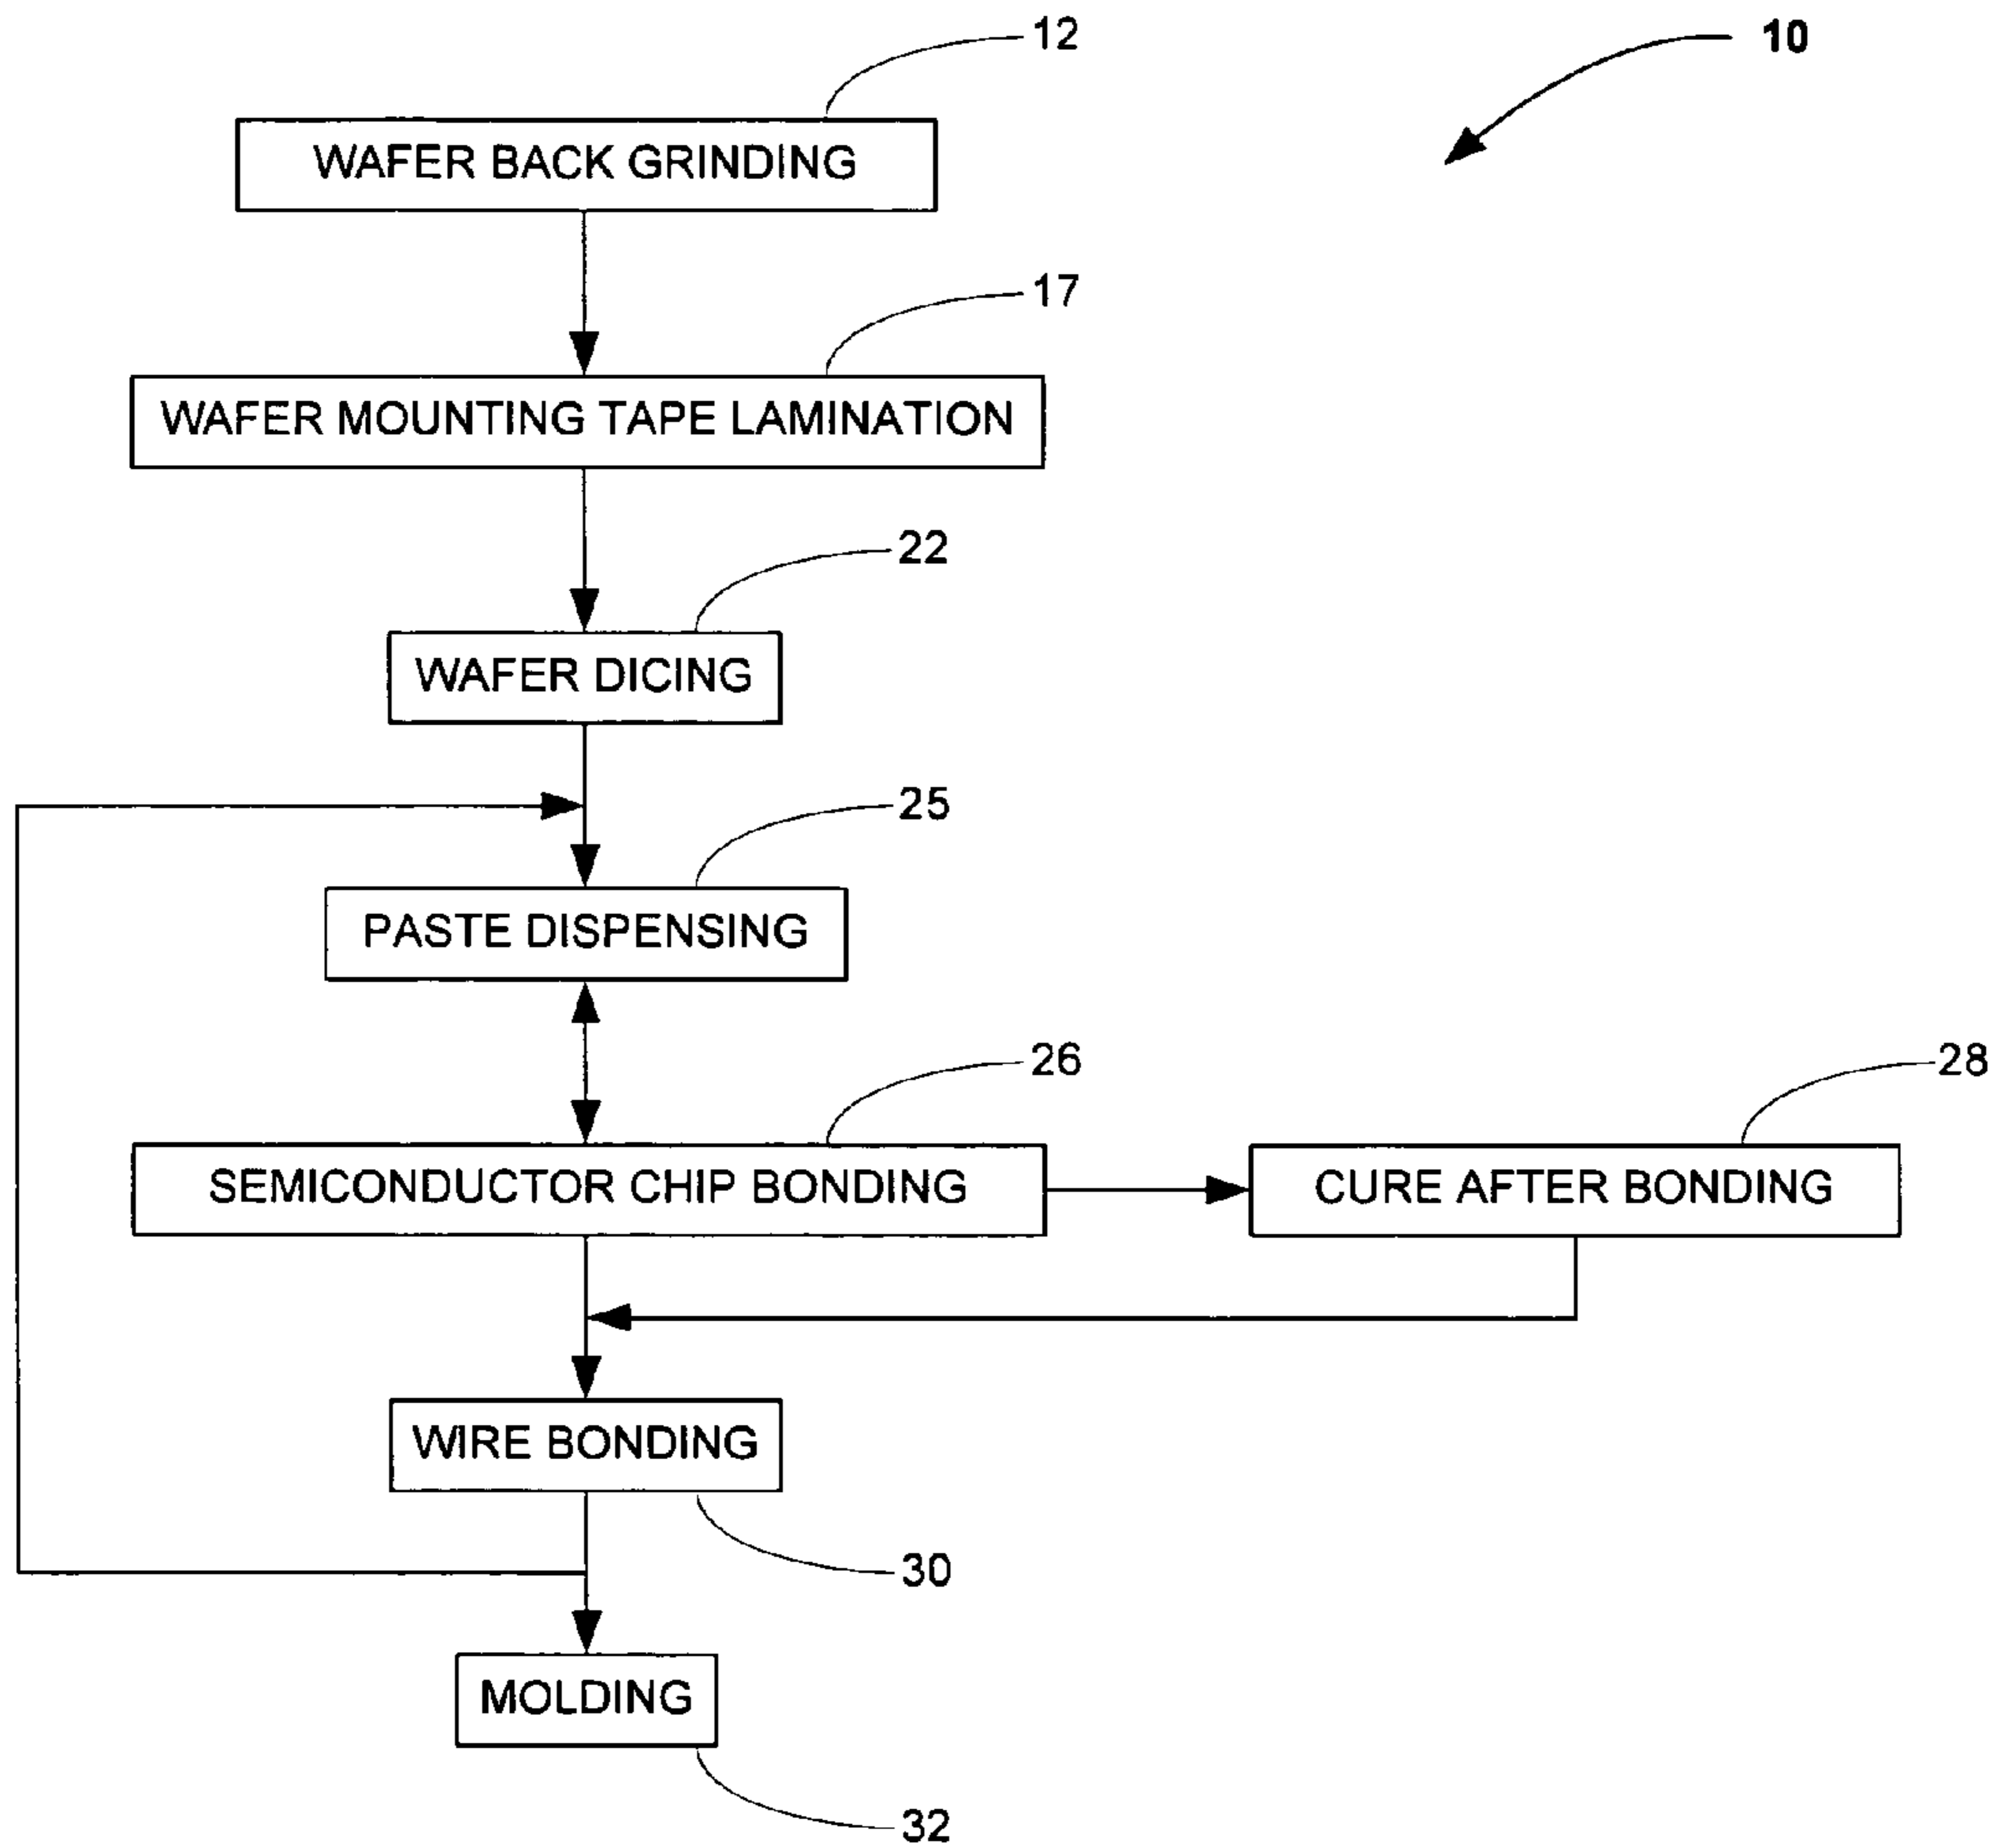 12
10
WAFER BACK GRINDING
17
WAFER MOUNTING TAPE LAMINATION
22
WAFER DICING
25
PASTE DISPENSING
26
28
SEMICONDUCTOR CHIP BONDING
CURE AFTER BONDING
WIRE BONDING
30
MOLDING
32